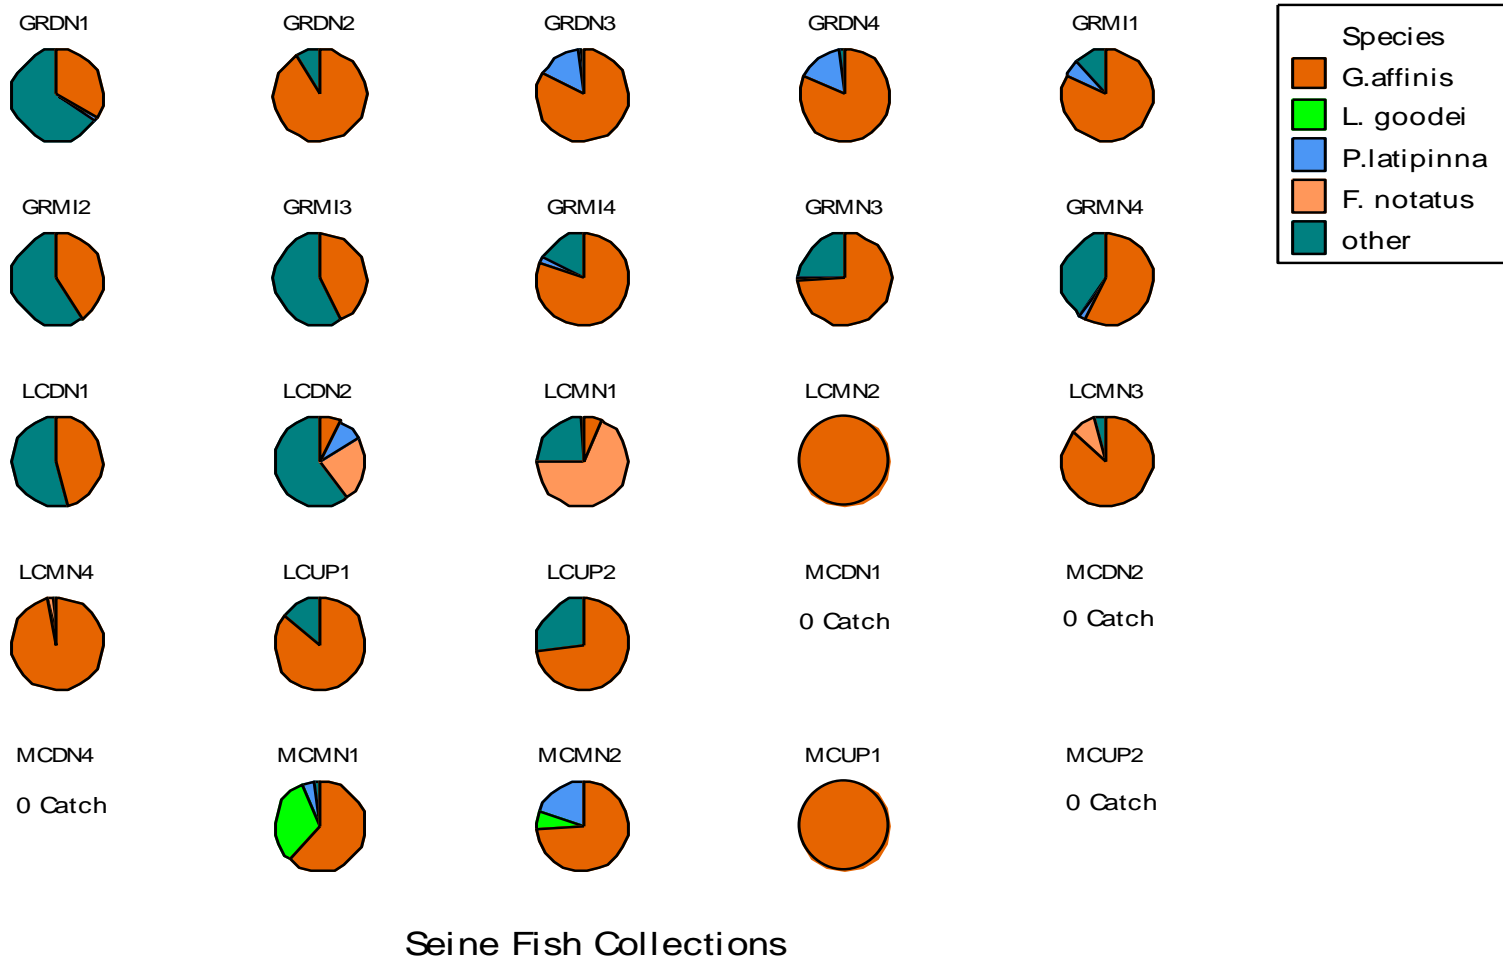 GRDN1
GRDN2
GRDN3
GRDN4
GRMI1
GRMI2
GRMI3
GRMI4
GRMN3
GRMN4
LCDN1
LCDN2
LCMN1
LCMN2
LCMN3
LCMN4
LCUP1
LCUP2
MCDN1
0 Catch
MCDN2
0 Catch
MCDN4
0 Catch
MCMN1
MCMN2
MCUP1
MCUP2
0 Catch
Species
G.affinis
L. goodei
P.latipinna
F. notatus
other
Seine Fish Collections